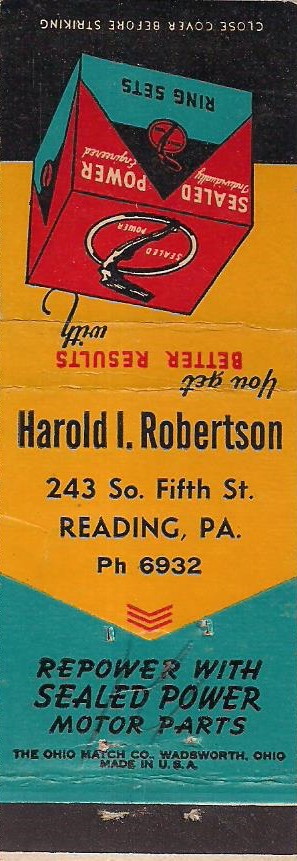 CLOSE COVER BEFORE STRIKING
You get
BETTER RESULTS
with
SEALED
POWER
SEALED
POWER
Individually
Engineered
RING SETS
Harold I. Robertson
243 So. Fifth St.
READING, PA.
Ph 6932
REPOWER WITH
SEALED POWER
MOTOR PARTS
THE OHIO MATCH CO., WADSWORTH, OHIO
MADE IN U.S.A.